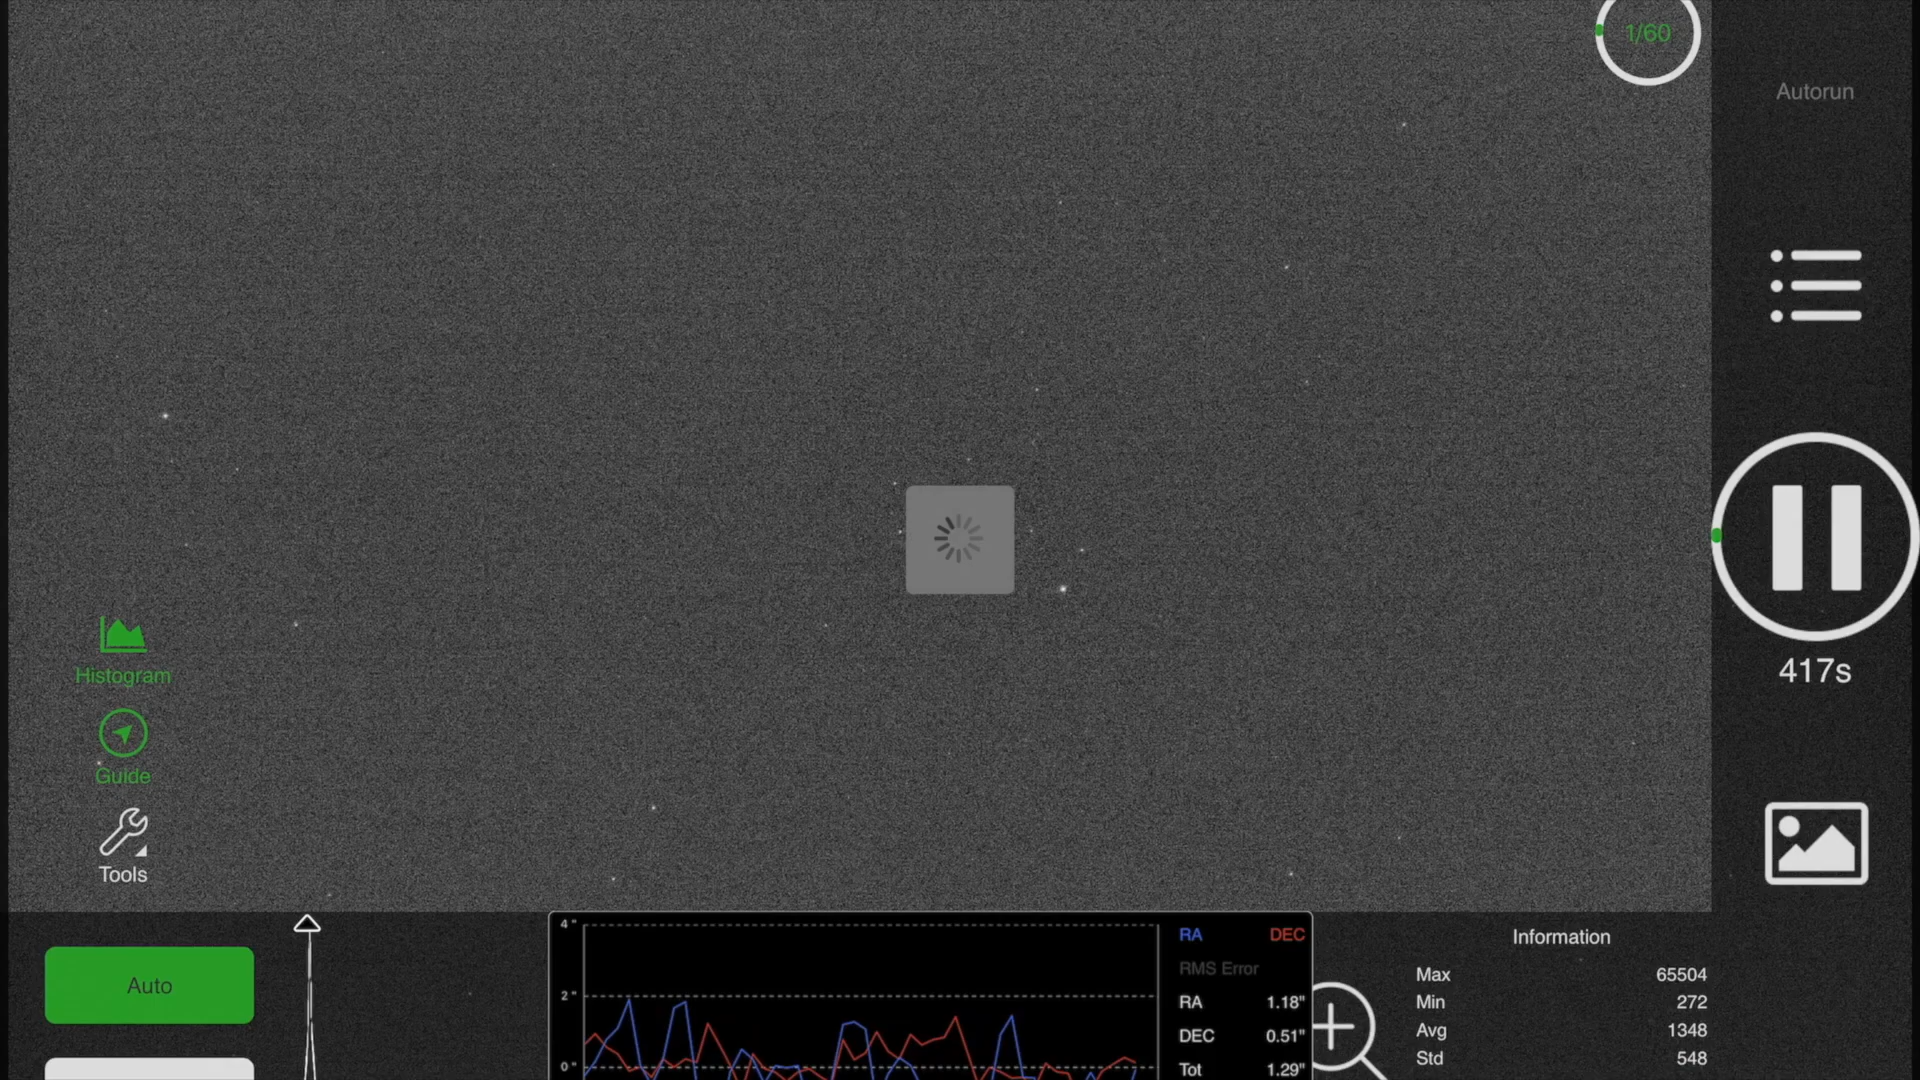 1/60
Autorun
Histogram
417s
Guide
Tools
Auto
4"
2"
0"
RA DEC
RMS Error
RA 1.18"
DEC 0.51"
Tot 1.29"
Information
Max 65504
Min 272
Avg 1348
Std 548